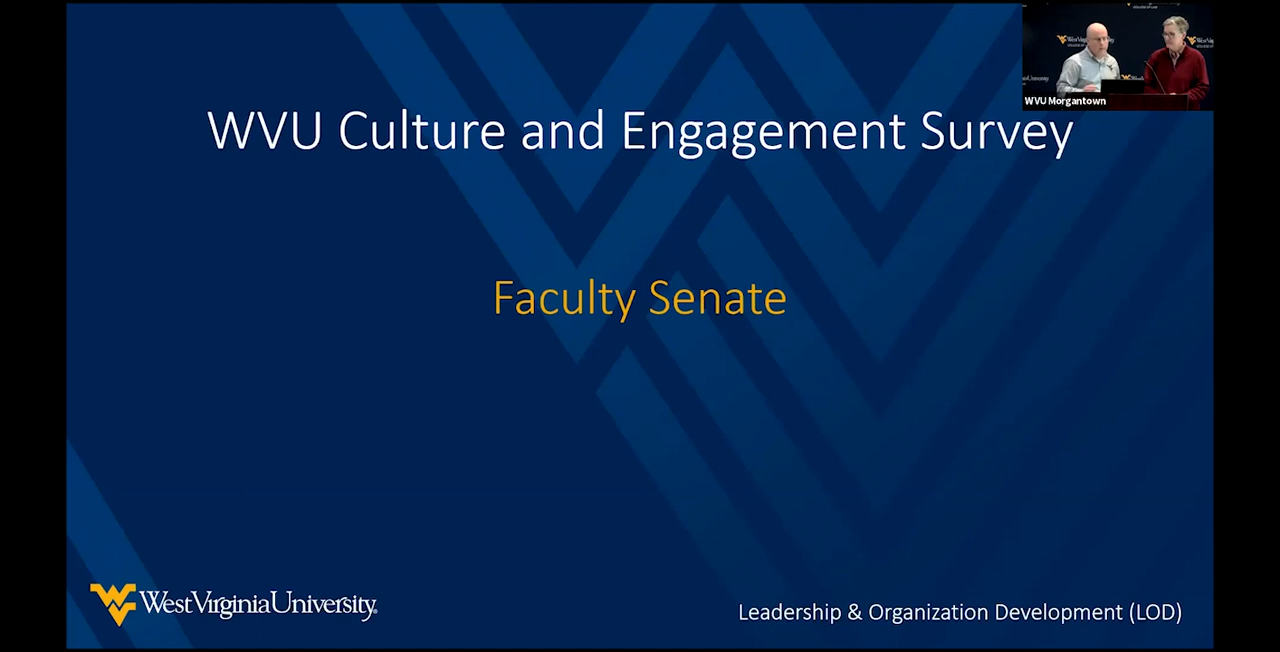 WVU Culture and Engagement Survey
WVU Morgantown
Faculty Senate
WestVirginiaUniversity.
Leadership & Organization Development (LOD)